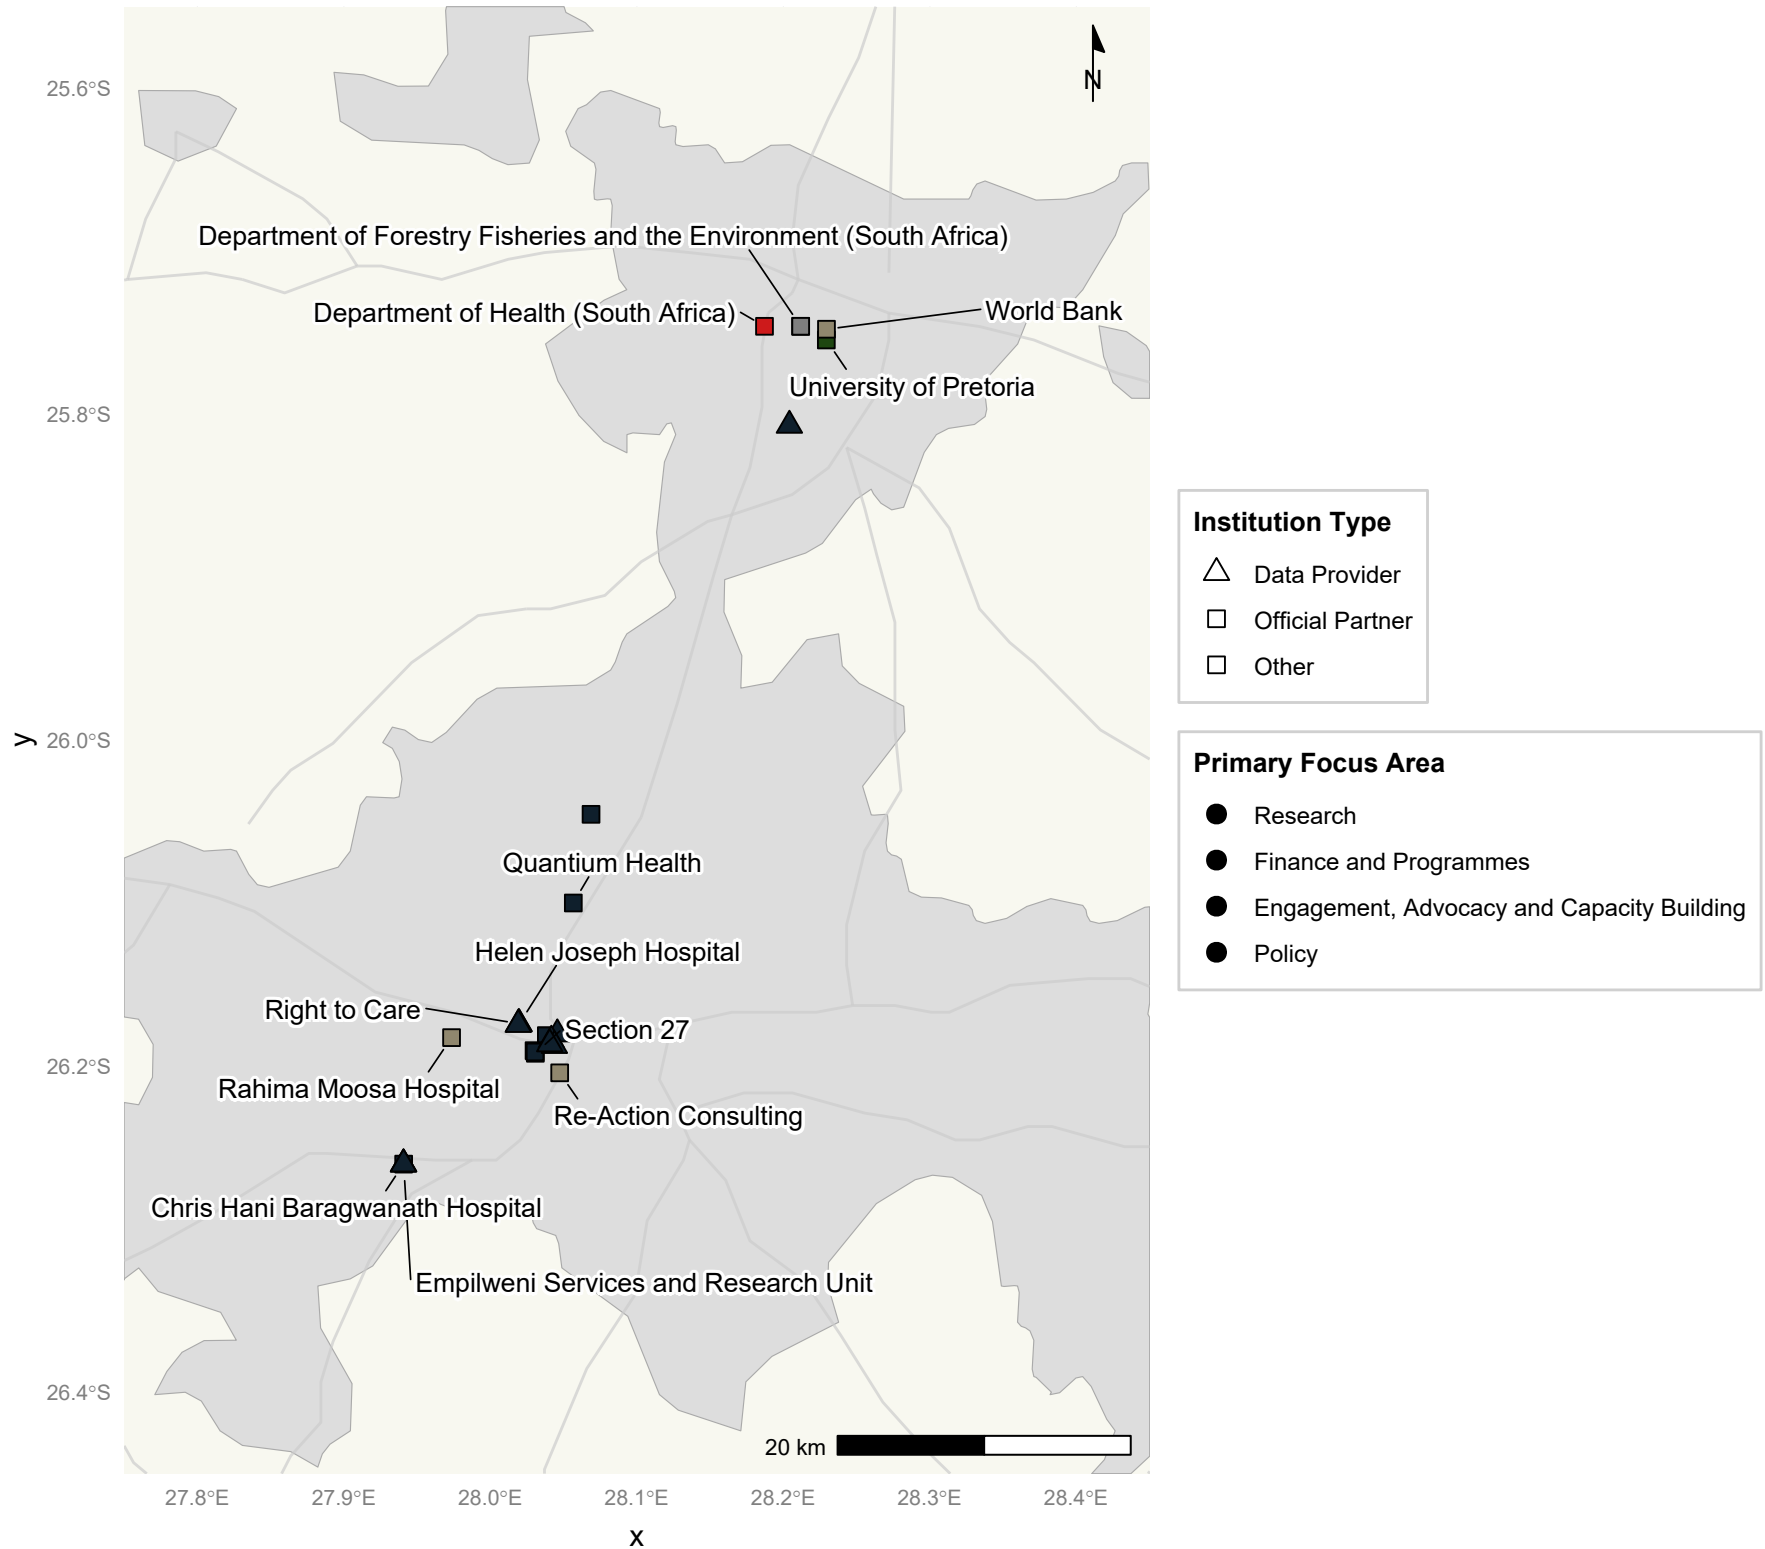 N
25.6°S
25.8°S
26.0°S
26.2°S
26.4°S
y
Department of Forestry Fisheries and the Environment (South Africa)
Department of Health (South Africa)
World Bank
University of Pretoria
Quantium Health
Helen Joseph Hospital
Right to Care
Section 27
Rahima Moosa Hospital
Re-Action Consulting
Chris Hani Baragwanath Hospital
Empilweni Services and Research Unit
20 km
27.8°E
27.9°E
28.0°E
28.1°E
28.2°E
28.3°E
28.4°E
x
Institution Type
Data Provider
Official Partner
Other
Primary Focus Area
Research
Finance and Programmes
Engagement, Advocacy and Capacity Building
Policy